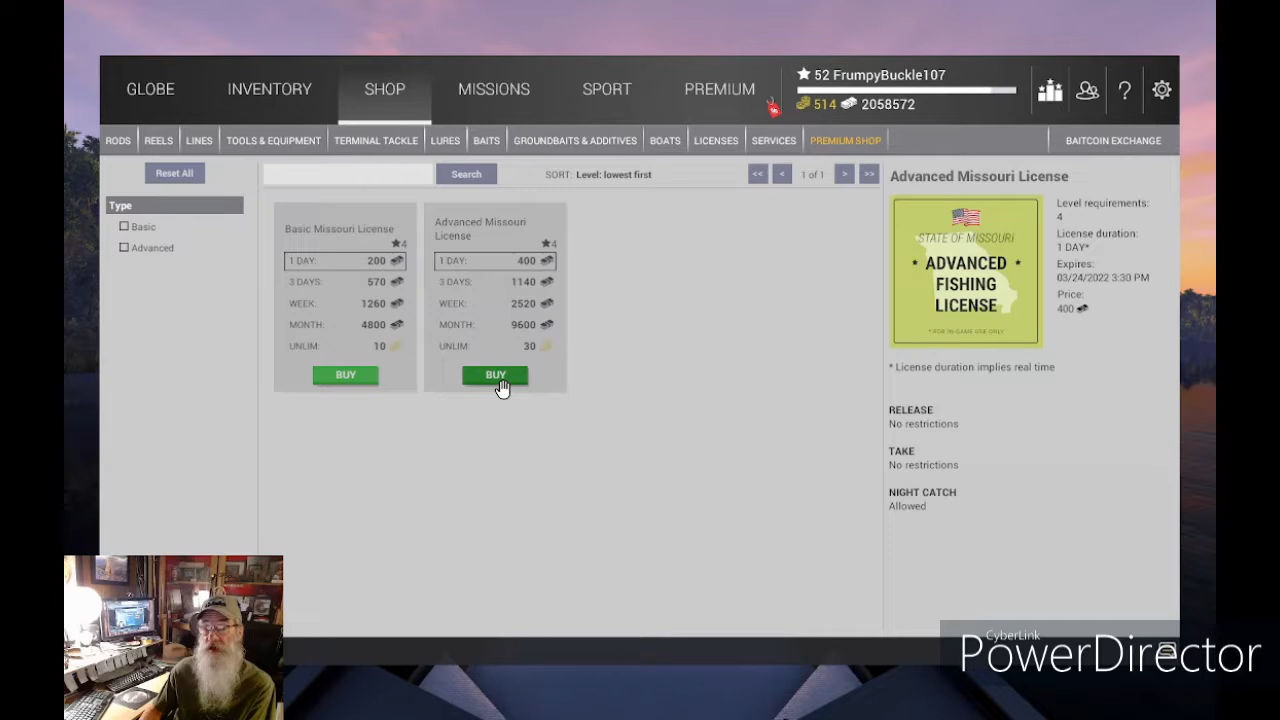 GLOBE INVENTORY SHOP MISSIONS SPORT PREMIUM
52 FrumpyBuckle107
514 2058572
RODS REELS LINES TOOLS & EQUIPMENT TERMINAL TACKLE LURES BAITS GROUNDBAITS & ADDITIVES BOATS LICENSES SERVICES PREMIUM SHOP BAITCOIN EXCHANGE
Reset All
Search SORT: Level: lowest first << < 1 of 1 > >>
Type
Basic
Advanced
Basic Missouri License
4
1 DAY: 200
3 DAYS: 570
WEEK: 1260
MONTH: 4800
UNLIM: 10
BUY
Advanced Missouri
License
4
1 DAY: 400
3 DAYS: 1140
WEEK: 2520
MONTH: 9600
UNLIM: 30
BUY
Advanced Missouri License
STATE OF MISSOURI
ADVANCED
FISHING
LICENSE
* FOR IN-GAME USE ONLY
Level requirements:
4
License duration:
1 DAY*
Expires:
03/24/2022 3:30 PM
Price:
400
* License duration implies real time
RELEASE
No restrictions
TAKE
No restrictions
NIGHT CATCH
Allowed
CyberLink
PowerDirector